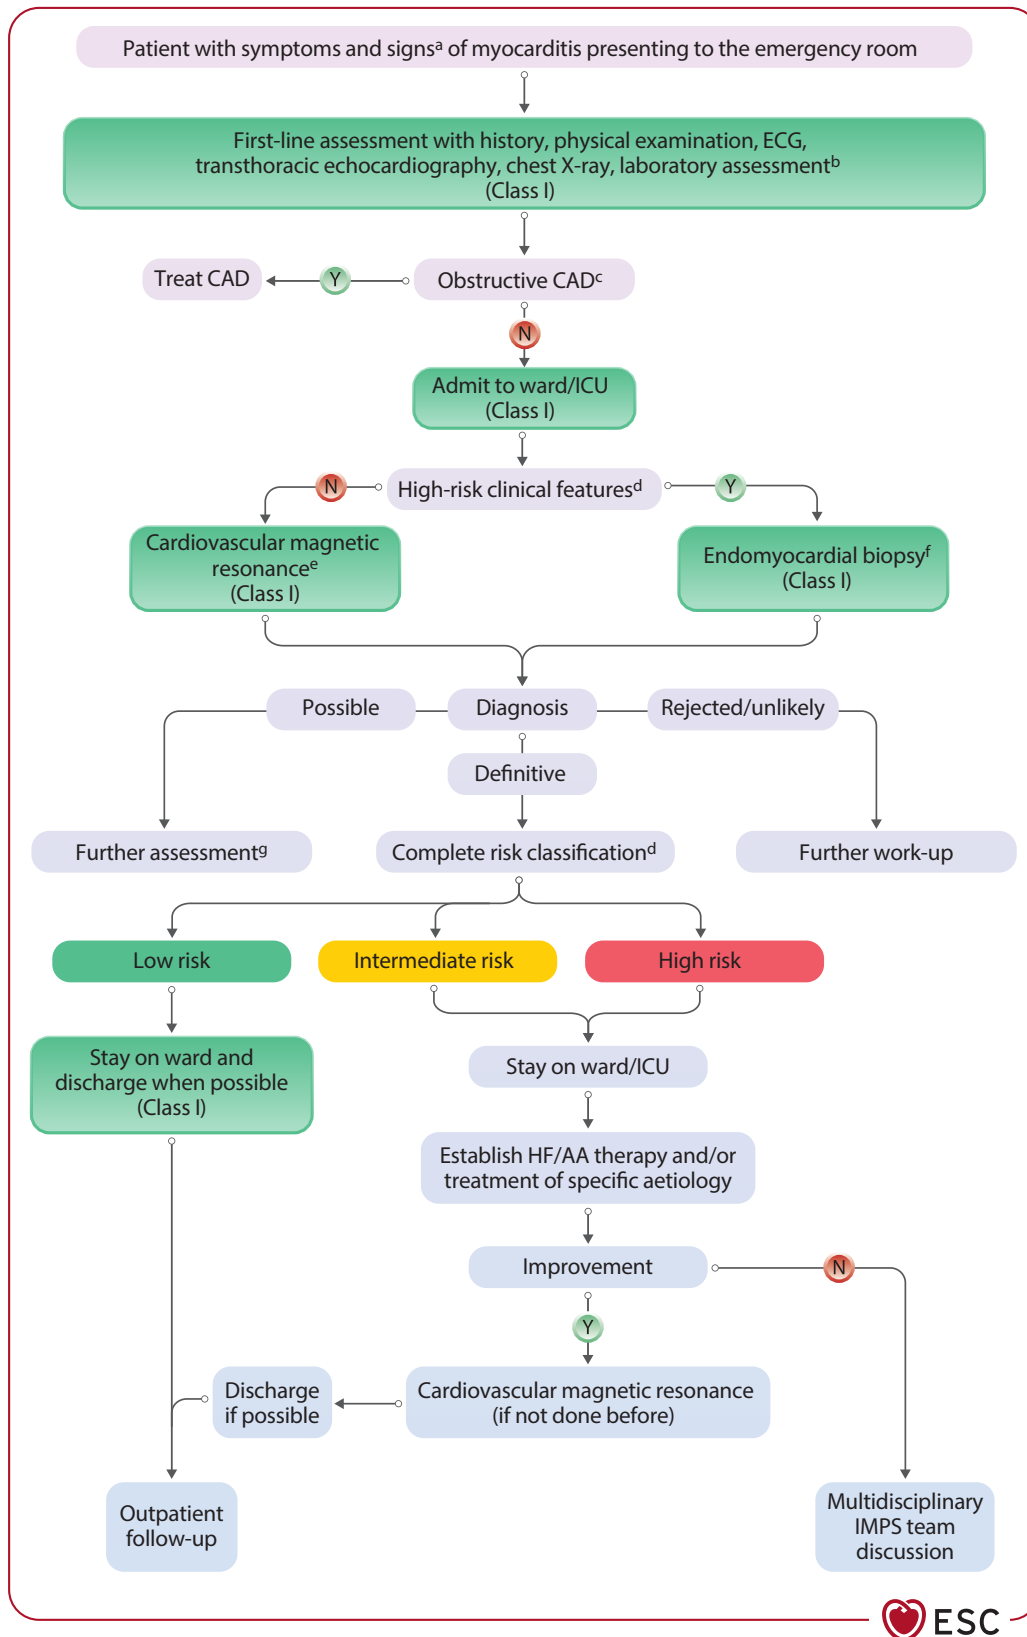 Patient with symptoms and signsᵃ of myocarditis presenting to the emergency room
First-line assessment with history, physical examination, ECG,
transthoracic echocardiography, chest X-ray, laboratory assessmentᵇ
(Class I)
Treat CAD
Y
Obstructive CADᶜ
N
Admit to ward/ICU
(Class I)
N
High-risk clinical featuresᵈ
Y
Cardiovascular magnetic
resonanceᵉ
(Class I)
Endomyocardial biopsyᶠ
(Class I)
Possible
Diagnosis
Rejected/unlikely
Definitive
Further assessmentᵍ
Complete risk classificationᵈ
Further work-up
Low risk
Intermediate risk
High risk
Stay on ward and
discharge when possible
(Class I)
Stay on ward/ICU
Establish HF/AA therapy and/or
treatment of specific aetiology
Improvement
N
Y
Discharge
if possible
Cardiovascular magnetic resonance
(if not done before)
Outpatient
follow-up
Multidisciplinary
IMPS team
discussion
ESC